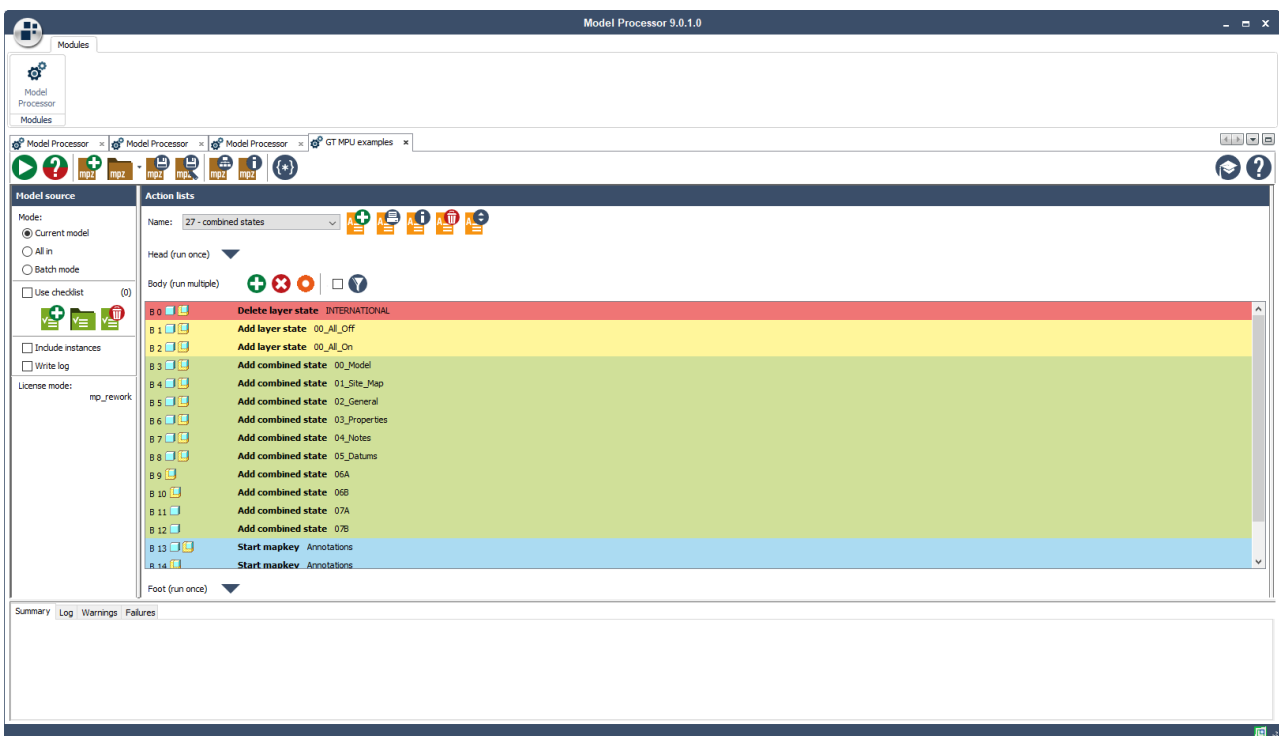 Model Processor 9.0.1.0
Modules
Model
Processor
Modules
Model Processor × Model Processor × Model Processor × GT MPU examples ×
mpz mpz mpz mpz mpz mpz {*} ?
Model source Action lists
Mode:
Name: 27 - combined states
Current model
All in
Batch mode
Head (run once)
Body (run multiple)
Use checklist (0)
Include instances
Write log
License mode:
mp_rework
B 0 Delete layer state INTERNATIONAL
B 1 Add layer state 00_All_Off
B 2 Add layer state 00_All_On
B 3 Add combined state 00_Model
B 4 Add combined state 01_Site_Map
B 5 Add combined state 02_General
B 6 Add combined state 03_Properties
B 7 Add combined state 04_Notes
B 8 Add combined state 05_Datums
B 9 Add combined state 06A
B 10 Add combined state 06B
B 11 Add combined state 07A
B 12 Add combined state 07B
B 13 Start mapkey Annotations
B 14 Start mapkey Annotations
Foot (run once)
Summary Log Warnings Failures